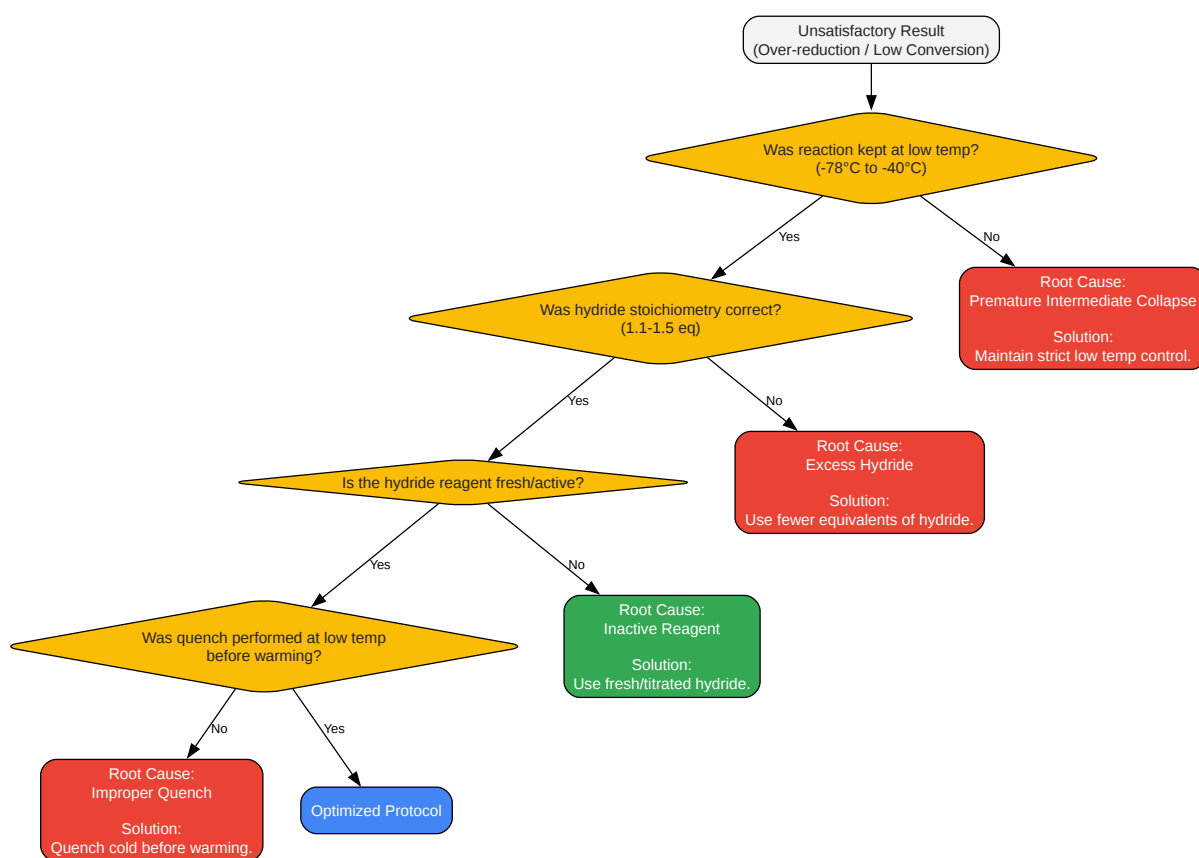 Unsatisfactory Result
(Over-reduction / Low Conversion)
Was reaction kept at low temp?
(-78°C to -40°C)
Yes
No
Was hydride stoichiometry correct?
(1.1-1.5 eq)
Root Cause:
Premature Intermediate Collapse
Solution:
Maintain strict low temp control.
Yes
No
Is the hydride reagent fresh/active?
Root Cause:
Excess Hydride
Solution:
Use fewer equivalents of hydride.
Yes
No
Was quench performed at low temp
before warming?
Root Cause:
Inactive Reagent
Solution:
Use fresh/titrated hydride.
No
Yes
Root Cause:
Improper Quench
Solution:
Quench cold before warming.
Optimized Protocol